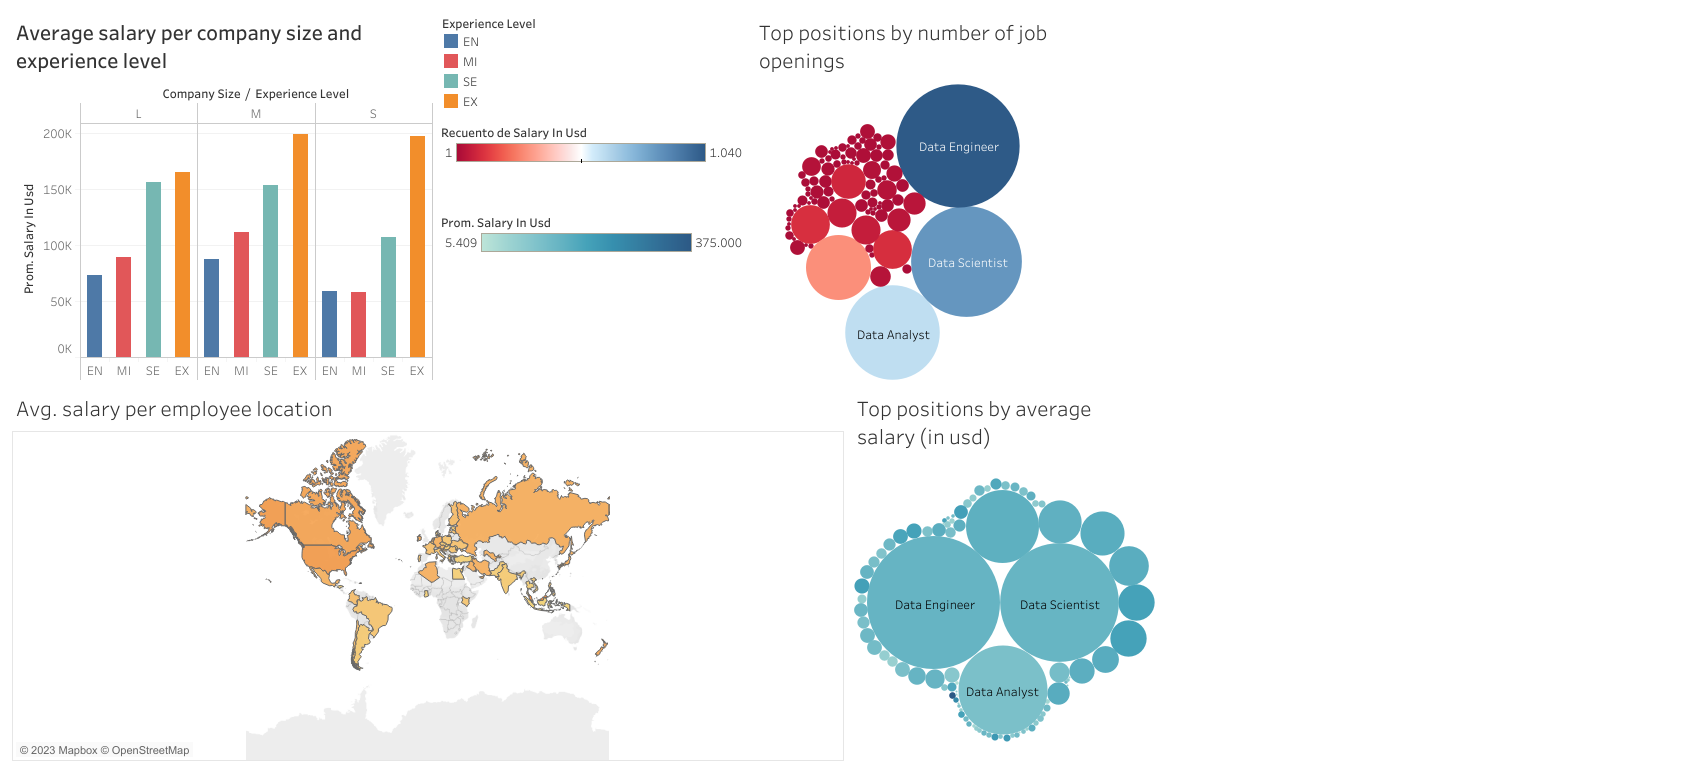 Average salary per company size and
experience level
Company Size / Experience Level
L M S
200K
150K
100K
50K
0K
Prom. Salary In Usd
EN MI SE EX EN MI SE EX EN MI SE EX
Experience Level
EN
MI
SE
EX
Recuento de Salary In Usd
1 1.040
Prom. Salary In Usd
5.409 375.000
Top positions by number of job
openings
Data Engineer
Data Scientist
Data Analyst
Avg. salary per employee location
© 2023 Mapbox © OpenStreetMap
Top positions by average
salary (in usd)
Data Engineer
Data Scientist
Data Analyst